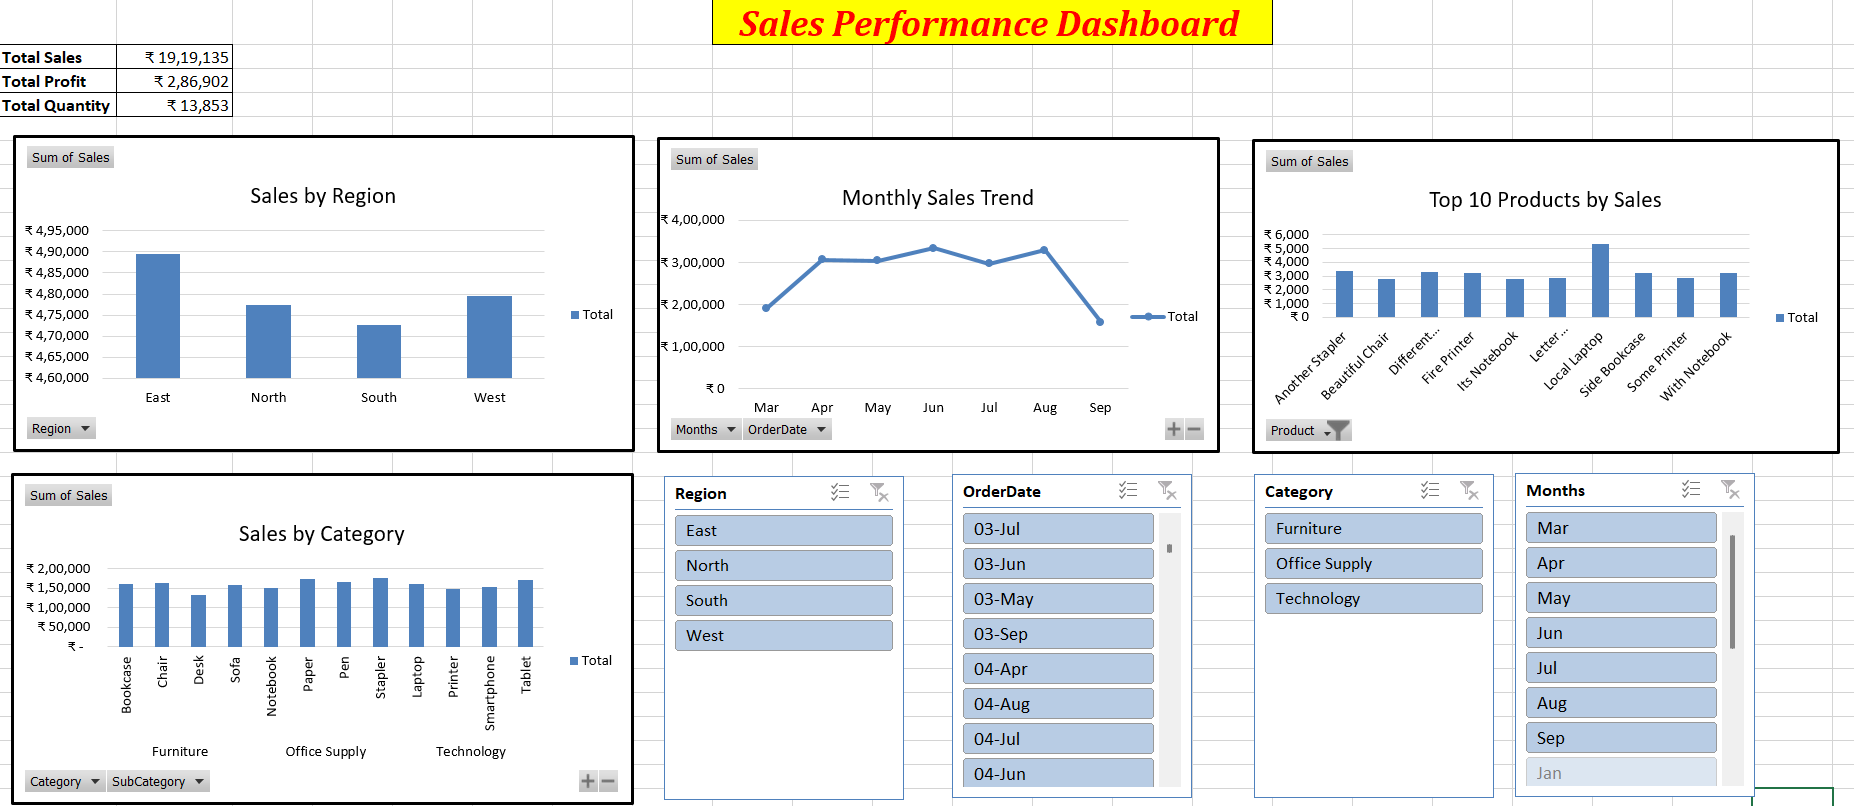 Sales Performance Dashboard
Total Sales ₹ 19,19,135
Total Profit ₹ 2,86,902
Total Quantity ₹ 13,853
Sum of Sales
Sales by Region
₹ 4,95,000
₹ 4,90,000
₹ 4,85,000
₹ 4,80,000
₹ 4,75,000
₹ 4,70,000
₹ 4,65,000
₹ 4,60,000
East North South West
Total
Region
Sum of Sales
Monthly Sales Trend
₹ 4,00,000
₹ 3,00,000
₹ 2,00,000
₹ 1,00,000
₹ 0
Mar Apr May Jun Jul Aug Sep
Total
Months OrderDate
Sum of Sales
Top 10 Products by Sales
₹ 6,000
₹ 5,000
₹ 4,000
₹ 3,000
₹ 2,000
₹ 1,000
₹ 0
Another Stapler
Beautiful Chair
Different...
Fire Printer
Its Notebook
Letter...
Local Laptop
Side Bookcase
Some Printer
With Notebook
Total
Product
Sum of Sales
Sales by Category
₹ 2,00,000
₹ 1,50,000
₹ 1,00,000
₹ 50,000
₹ -
Bookcase
Chair
Desk
Sofa
Notebook
Paper
Pen
Stapler
Laptop
Printer
Smartphone
Tablet
Furniture Office Supply Technology
Total
Category SubCategory
Region
East
North
South
West
OrderDate
03-Jul
03-Jun
03-May
03-Sep
04-Apr
04-Aug
04-Jul
04-Jun
Category
Furniture
Office Supply
Technology
Months
Mar
Apr
May
Jun
Jul
Aug
Sep
Jan